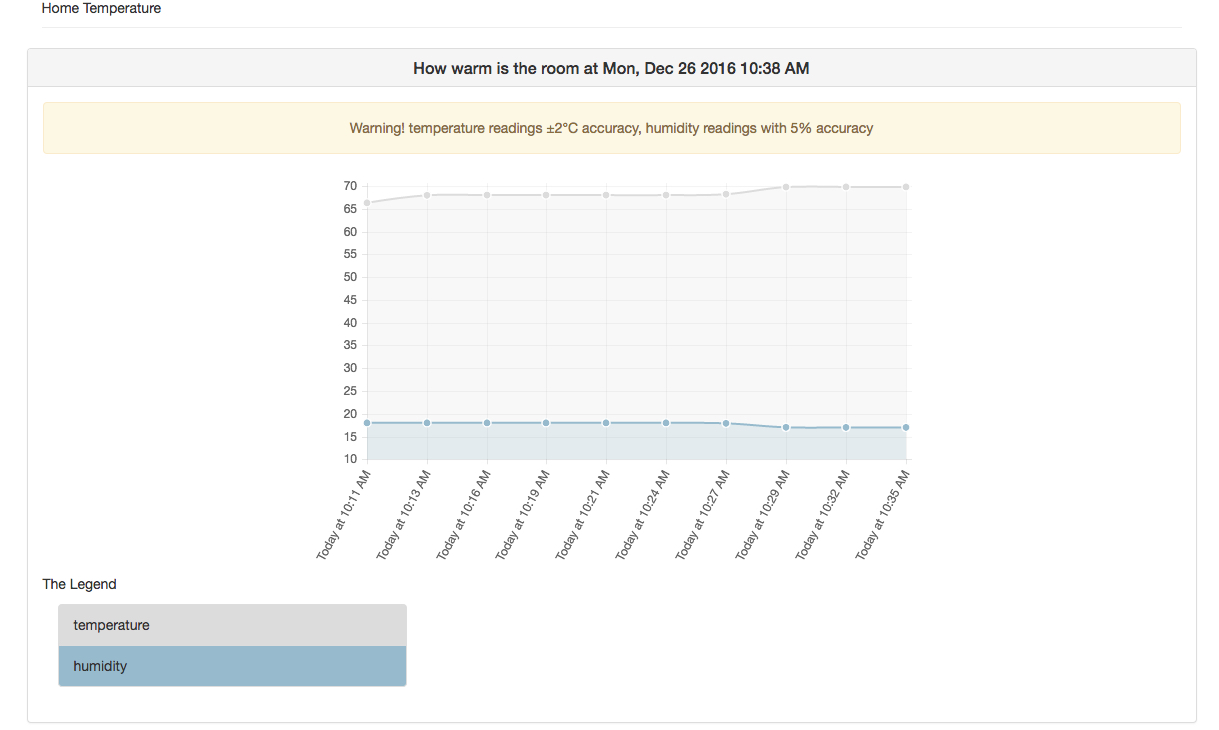 Home Temperature
How warm is the room at Mon, Dec 26 2016 10:38 AM
Warning! temperature readings ±2°C accuracy, humidity readings with 5% accuracy
70
65
60
55
50
45
40
35
30
25
20
15
10
Today at 10:11 AM
Today at 10:13 AM
Today at 10:16 AM
Today at 10:19 AM
Today at 10:21 AM
Today at 10:24 AM
Today at 10:27 AM
Today at 10:29 AM
Today at 10:32 AM
Today at 10:35 AM
The Legend
temperature
humidity